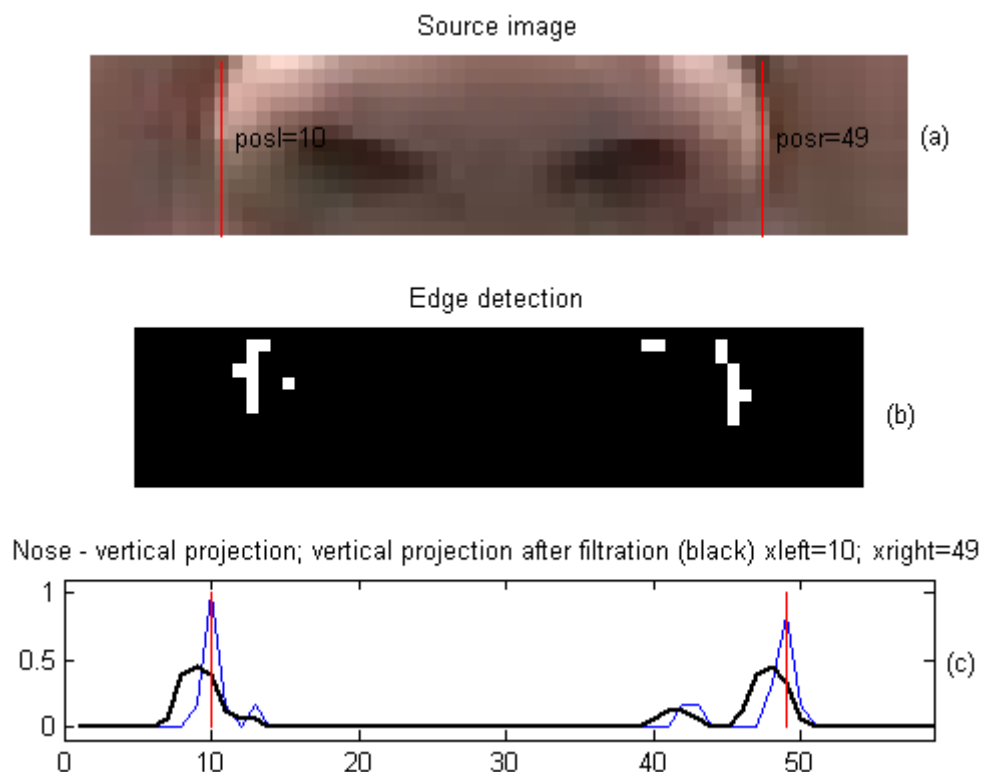 Source image
posl=10
posr=49
(a)
Edge detection
(b)
Nose - vertical projection; vertical projection after filtration (black) xleft=10; xright=49
1
0.5
0
(c)
0 10 20 30 40 50